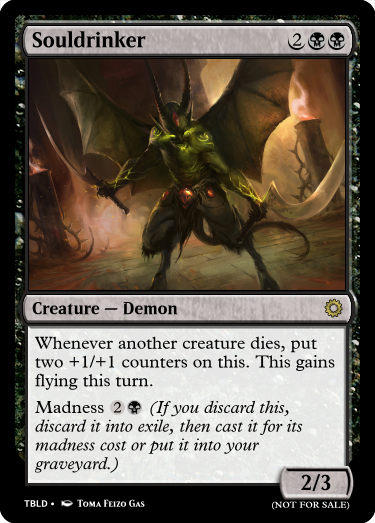 Souldrinker 2
Creature — Demon
Whenever another creature dies, put
two +1/+1 counters on this. This gains
flying this turn.
Madness 2 (If you discard this,
discard it into exile, then cast it for its
madness cost or put it into your
graveyard.)
2/3
TBLD • Toma Feizo Gas
(NOT FOR SALE)